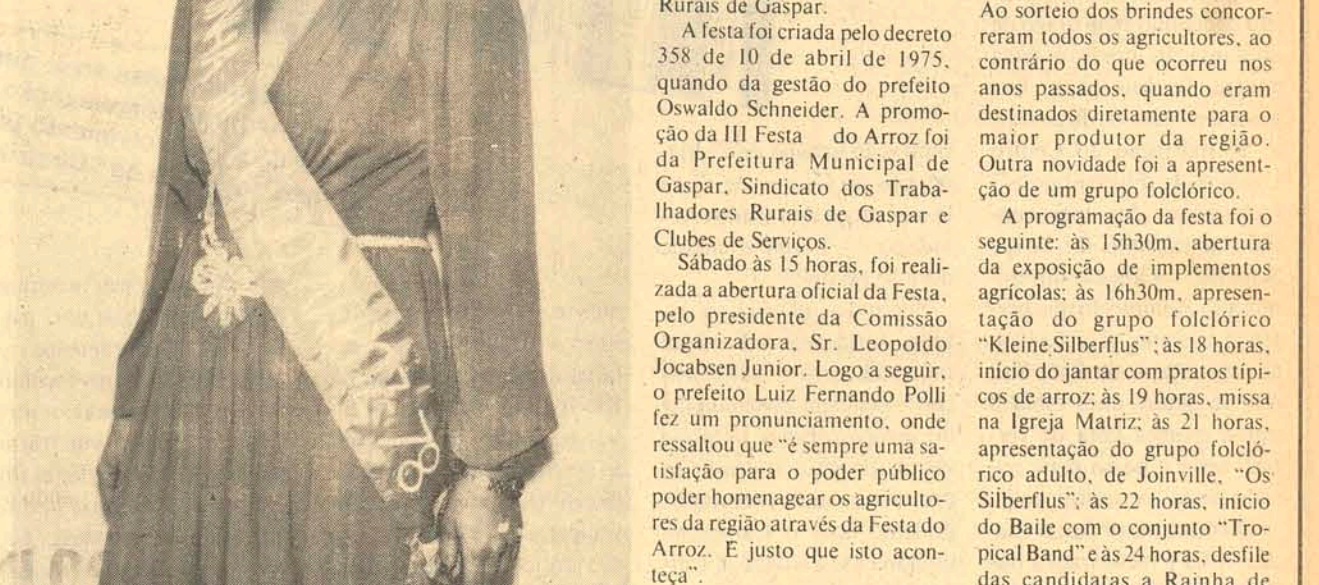 Rurais de Gaspar.
A festa foi criada pelo decreto
358 de 10 de abril de 1975,
quando da gestão do prefeito
Oswaldo Schneider. A promo-
ção da III Festa do Arroz foi
da Prefeitura Municipal de
Gaspar, Sindicato dos Traba-
lhadores Rurais de Gaspar e
Clubes de Serviços.
Sábado às 15 horas, foi reali-
zada a abertura oficial da Festa,
pelo presidente da Comissão
Organizadora, Sr. Leopoldo
Jocabsen Junior. Logo a seguir,
o prefeito Luiz Fernando Polli
fez um pronunciamento, onde
ressaltou que “é sempre uma sa-
tisfação para o poder público
poder homenagear os agriculto-
res da região através da Festa do
Arroz. É justo que isto acon-
teça”.
Ao sorteio dos brindes concor-
reram todos os agricultores, ao
contrário do que ocorreu nos
anos passados, quando eram
destinados diretamente para o
maior produtor da região.
Outra novidade foi a apresent-
ção de um grupo folclórico.
A programação da festa foi o
seguinte: às 15h30m, abertura
da exposição de implementos
agrícolas; às 16h30m, apresen-
tação do grupo folclórico
“Kleine Silberflus”; às 18 horas,
início do jantar com pratos típi-
cos de arroz; às 19 horas, missa
na Igreja Matriz; às 21 horas,
apresentação do grupo folcló-
rico adulto, de Joinville, “Os
Silberflus”; às 22 horas, início
do Baile com o conjunto “Tro-
pical Band” e às 24 horas, desfile
das candidatas a Rainha de